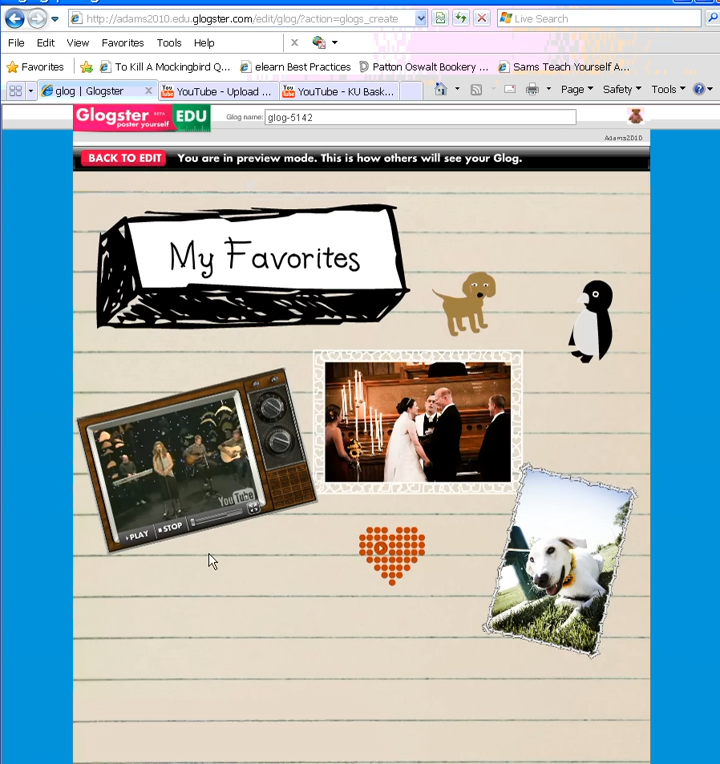 http://adams2010.edu.glogster.com/edit/glog/?action=glogs_create
Live Search
File Edit View Favorites Tools Help
x
Favorites To Kill A Mockingbird Q... elearn Best Practices Patton Oswalt Bookery ... Sams Teach Yourself A...
glog | Glogster YouTube - Upload ... YouTube - KU Bask... Page Safety Tools
Glogster BETA EDU
poster yourself
Glog name: glog-5142
Adams2010
BACK TO EDIT You are in preview mode. This is how others will see your Glog.
My Favorites
YouTube
PLAY STOP